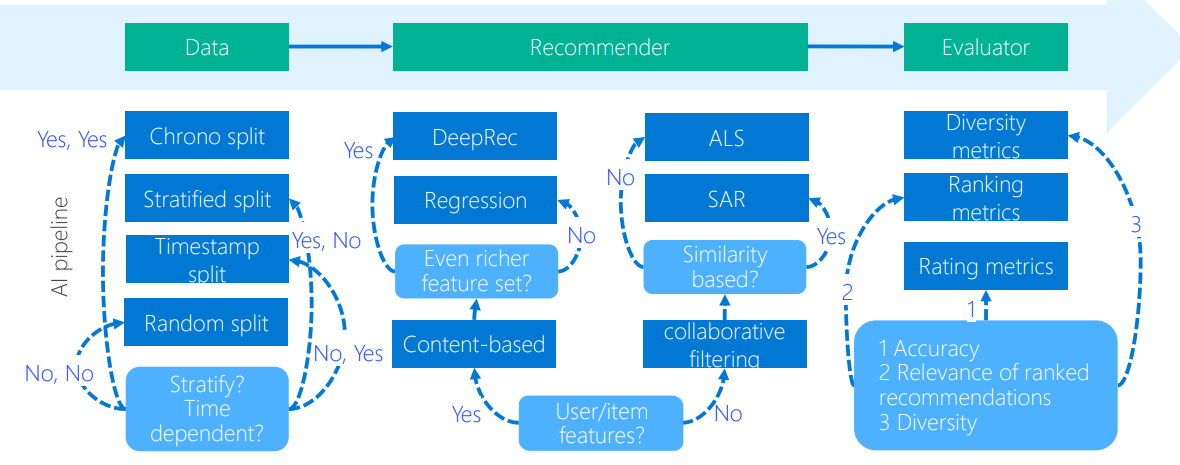 Data
Recommender
Evaluator
AI pipeline
Yes, Yes
Chrono split
Stratified split
Yes, No
Timestamp
split
Random split
No, Yes
No, No
Stratify?
Time
dependent?
DeepRec
Yes
Regression
No
Even richer
feature set?
Content-based
Yes
User/item
features?
No
ALS
No
SAR
Yes
Similarity
based?
collaborative
filtering
Diversity
metrics
Ranking
metrics
3
Rating metrics
2
1
1 Accuracy
2 Relevance of ranked
recommendations
3 Diversity